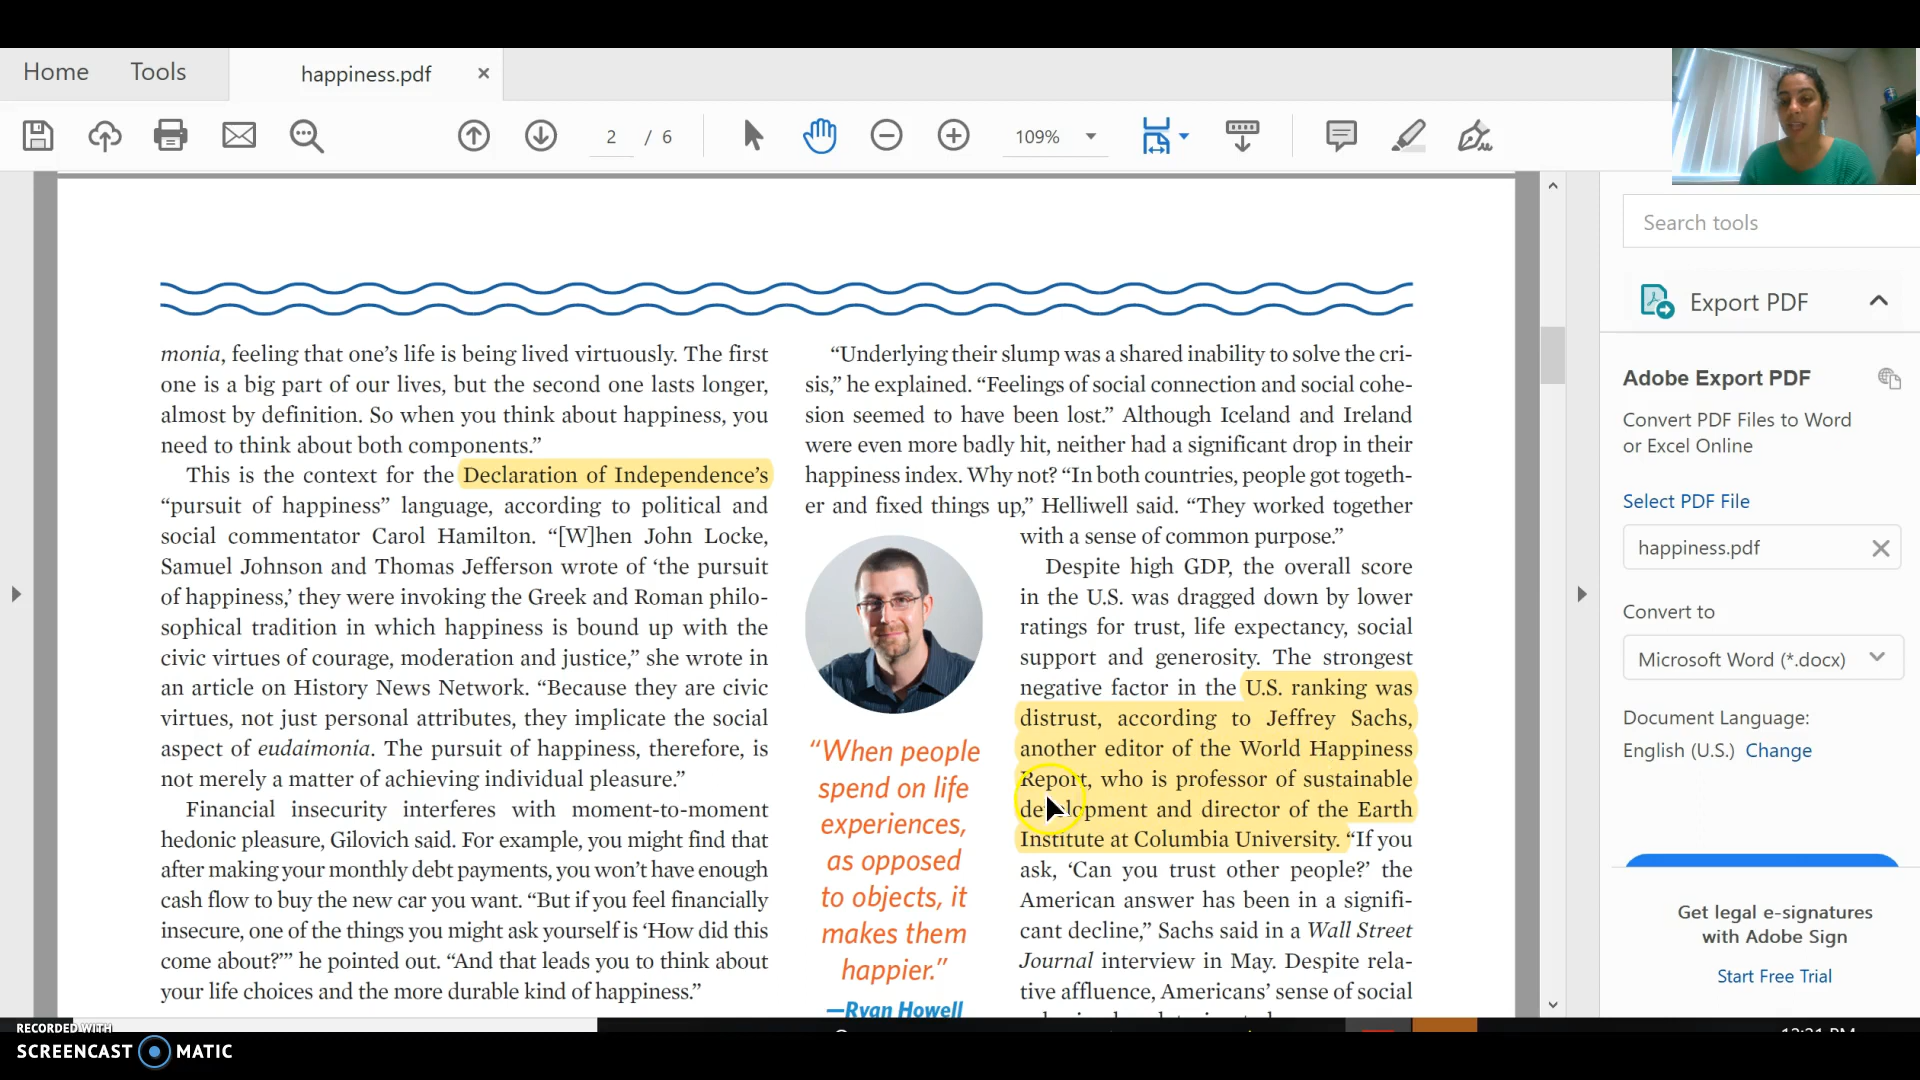 Home
Tools
happiness.pdf
2 / 6
109%
Search tools
Export PDF
Adobe Export PDF
Convert PDF Files to Word
or Excel Online
Select PDF File
happiness.pdf
Convert to
Microsoft Word (*.docx)
Document Language:
English (U.S.) Change
Get legal e-signatures
with Adobe Sign
Start Free Trial
monia, feeling that one's life is being lived virtuously. The first
one is a big part of our lives, but the second one lasts longer,
almost by definition. So when you think about happiness, you
need to think about both components.”
This is the context for the Declaration of Independence's
“pursuit of happiness” language, according to political and
social commentator Carol Hamilton. “[W]hen John Locke,
Samuel Johnson and Thomas Jefferson wrote of ‘the pursuit
of happiness,’ they were invoking the Greek and Roman philo-
sophical tradition in which happiness is bound up with the
civic virtues of courage, moderation and justice,” she wrote in
an article on History News Network. “Because they are civic
virtues, not just personal attributes, they implicate the social
aspect of eudaimonia. The pursuit of happiness, therefore, is
not merely a matter of achieving individual pleasure.”
Financial insecurity interferes with moment-to-moment
hedonic pleasure, Gilovich said. For example, you might find that
after making your monthly debt payments, you won't have enough
cash flow to buy the new car you want. “But if you feel financially
insecure, one of the things you might ask yourself is ‘How did this
come about?’” he pointed out. “And that leads you to think about
your life choices and the more durable kind of happiness.”
“Underlying their slump was a shared inability to solve the cri-
sis,” he explained. “Feelings of social connection and social cohe-
sion seemed to have been lost.” Although Iceland and Ireland
were even more badly hit, neither had a significant drop in their
happiness index. Why not? “In both countries, people got togeth-
er and fixed things up,” Helliwell said. “They worked together
with a sense of common purpose.”
Despite high GDP, the overall score
in the U.S. was dragged down by lower
ratings for trust, life expectancy, social
support and generosity. The strongest
negative factor in the U.S. ranking was
distrust, according to Jeffrey Sachs,
another editor of the World Happiness
Report, who is professor of sustainable
development and director of the Earth
Institute at Columbia University. “If you
ask, ‘Can you trust other people?’ the
American answer has been in a signifi-
cant decline,” Sachs said in a Wall Street
Journal interview in May. Despite rela-
tive affluence, Americans' sense of social
“When people
spend on life
experiences,
as opposed
to objects, it
makes them
happier.”
—Ryan Howell
RECORDED WITH
SCREENCAST MATIC